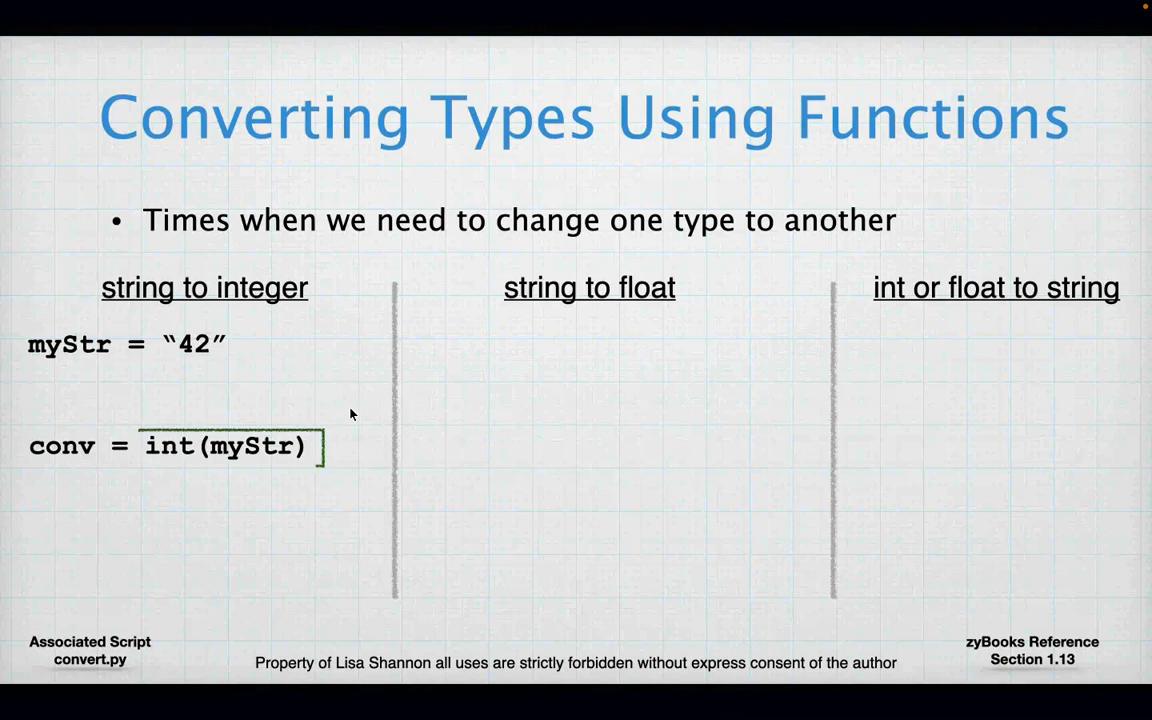 Converting Types Using Functions
• Times when we need to change one type to another
string to integer
string to float
int or float to string
myStr = “42”
conv = int(myStr)
Associated Script
convert.py
Property of Lisa Shannon all uses are strictly forbidden without express consent of the author
zyBooks Reference
Section 1.13